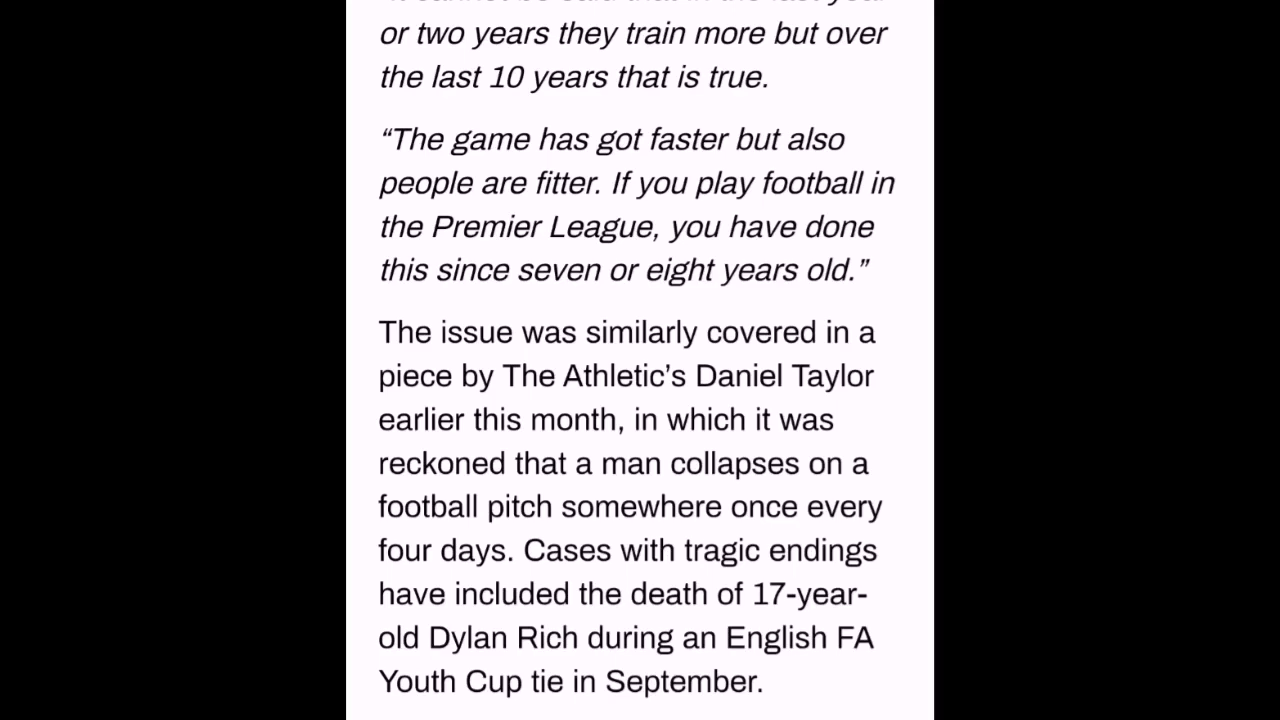 or two years they train more but over
the last 10 years that is true.
“The game has got faster but also
people are fitter. If you play football in
the Premier League, you have done
this since seven or eight years old.”
The issue was similarly covered in a
piece by The Athletic’s Daniel Taylor
earlier this month, in which it was
reckoned that a man collapses on a
football pitch somewhere once every
four days. Cases with tragic endings
have included the death of 17-year-
old Dylan Rich during an English FA
Youth Cup tie in September.